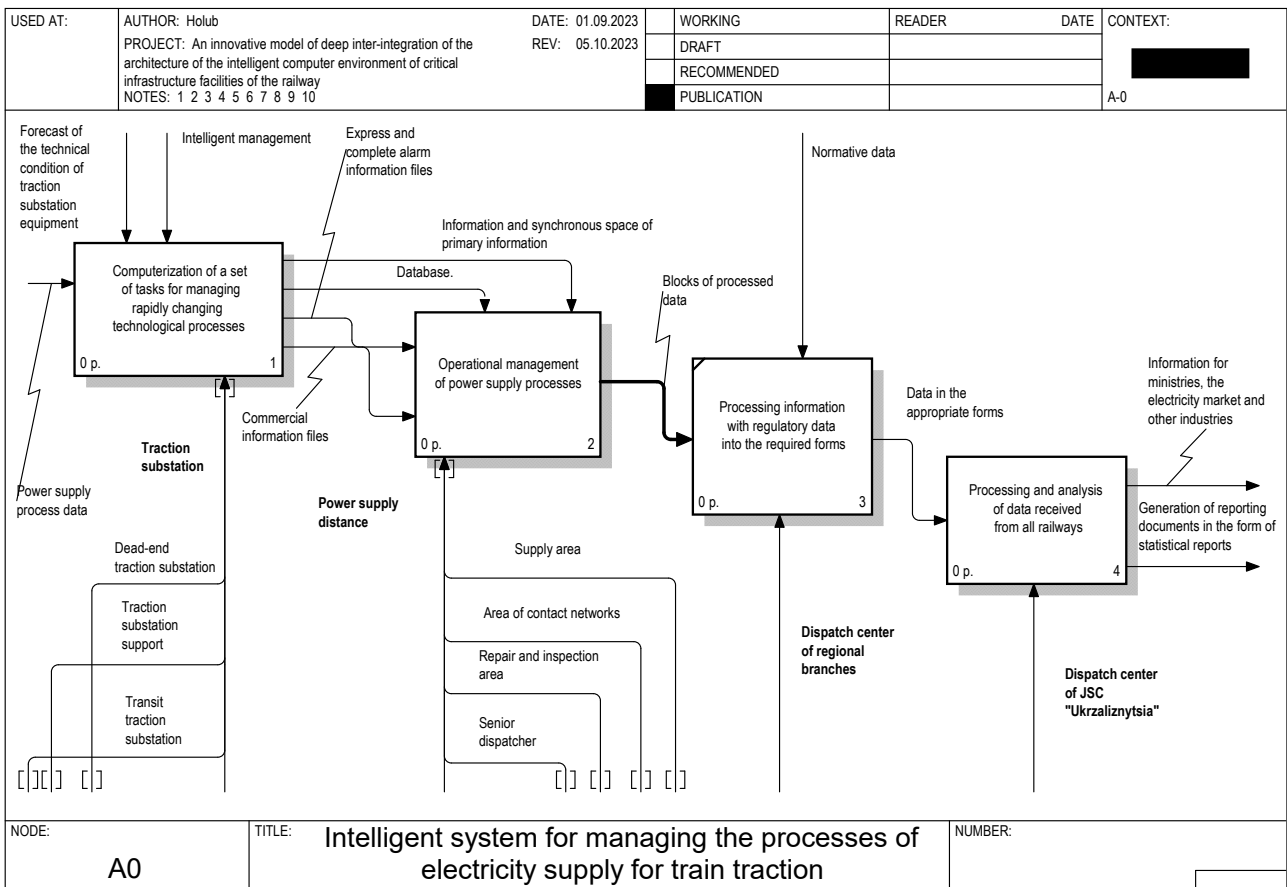 USED AT:
AUTHOR: Holub
DATE: 01.09.2023
PROJECT: An innovative model of deep inter-integration of the
architecture of the intelligent computer environment of critical
infrastructure facilities of the railway
REV: 05.10.2023
NOTES: 1 2 3 4 5 6 7 8 9 10
WORKING
DRAFT
RECOMMENDED
PUBLICATION
READER
DATE
CONTEXT:
A-0
Forecast of
the technical
condition of
traction
substation
equipment
Intelligent management
Express and
complete alarm
information files
Normative data
Information and synchronous space of
primary information
Database.
Computerization of a set
of tasks for managing
rapidly changing
technological processes
0 p.
1
Blocks of processed
data
Operational management
of power supply processes
0 p.
2
Commercial
information files
Processing information
with regulatory data
into the required forms
0 p.
3
Data in the
appropriate forms
Information for
ministries, the
electricity market and
other industries
Traction
substation
Power supply
process data
Power supply
distance
Processing and analysis
of data received
from all railways
0 p.
4
Generation of reporting
documents in the form of
statistical reports
Dead-end
traction substation
Traction
substation
support
Transit
traction
substation
Supply area
Area of contact networks
Repair and inspection
area
Senior
dispatcher
Dispatch center
of regional
branches
Dispatch center
of JSC
"Ukrzaliznytsia"
NODE:
A0
TITLE:
Intelligent system for managing the processes of
electricity supply for train traction
NUMBER: